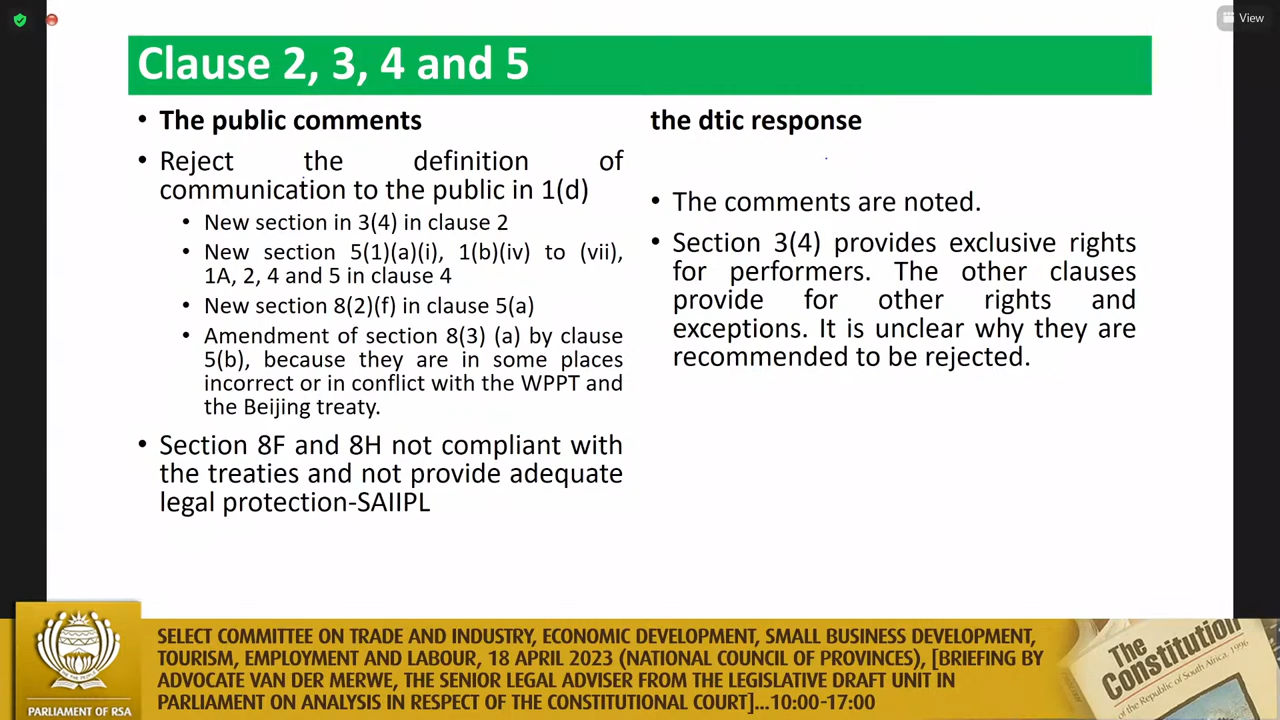 View
Clause 2, 3, 4 and 5
• The public comments
• Reject the definition of
communication to the public in 1(d)
• New section in 3(4) in clause 2
• New section 5(1)(a)(i), 1(b)(iv) to (vii),
1A, 2, 4 and 5 in clause 4
• New section 8(2)(f) in clause 5(a)
• Amendment of section 8(3) (a) by clause
5(b), because they are in some places
incorrect or in conflict with the WPPT and
the Beijing treaty.
• Section 8F and 8H not compliant with
the treaties and not provide adequate
legal protection-SAIIPL
the dtic response
• The comments are noted.
• Section 3(4) provides exclusive rights
for performers. The other clauses
provide for other rights and
exceptions. It is unclear why they are
recommended to be rejected.
SELECT COMMITTEE ON TRADE AND INDUSTRY, ECONOMIC DEVELOPMENT, SMALL BUSINESS DEVELOPMENT,
TOURISM, EMPLOYMENT AND LABOUR, 18 APRIL 2023 (NATIONAL COUNCIL OF PROVINCES), [BRIEFING BY
ADVOCATE VAN DER MERWE, THE SENIOR LEGAL ADVISER FROM THE LEGISLATIVE DRAFT UNIT IN
PARLIAMENT ON ANALYSIS IN RESPECT OF THE CONSTITUTIONAL COURT]...10:00-17:00
PARLIAMENT OF RSA
The
Constitution
of the Republic of South Africa, 1996